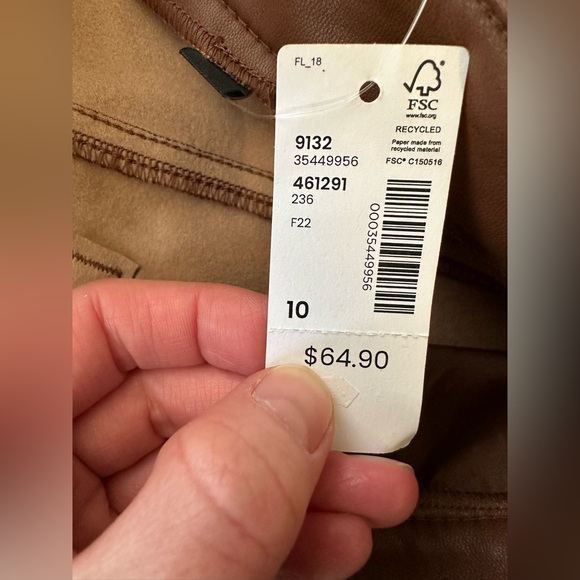 FL_18
FSC
www.fsc.org
RECYCLED
Paper made from
recycled material
FSC® C150516
9132
35449956
461291
236
F22
00035449956
10
$64.90